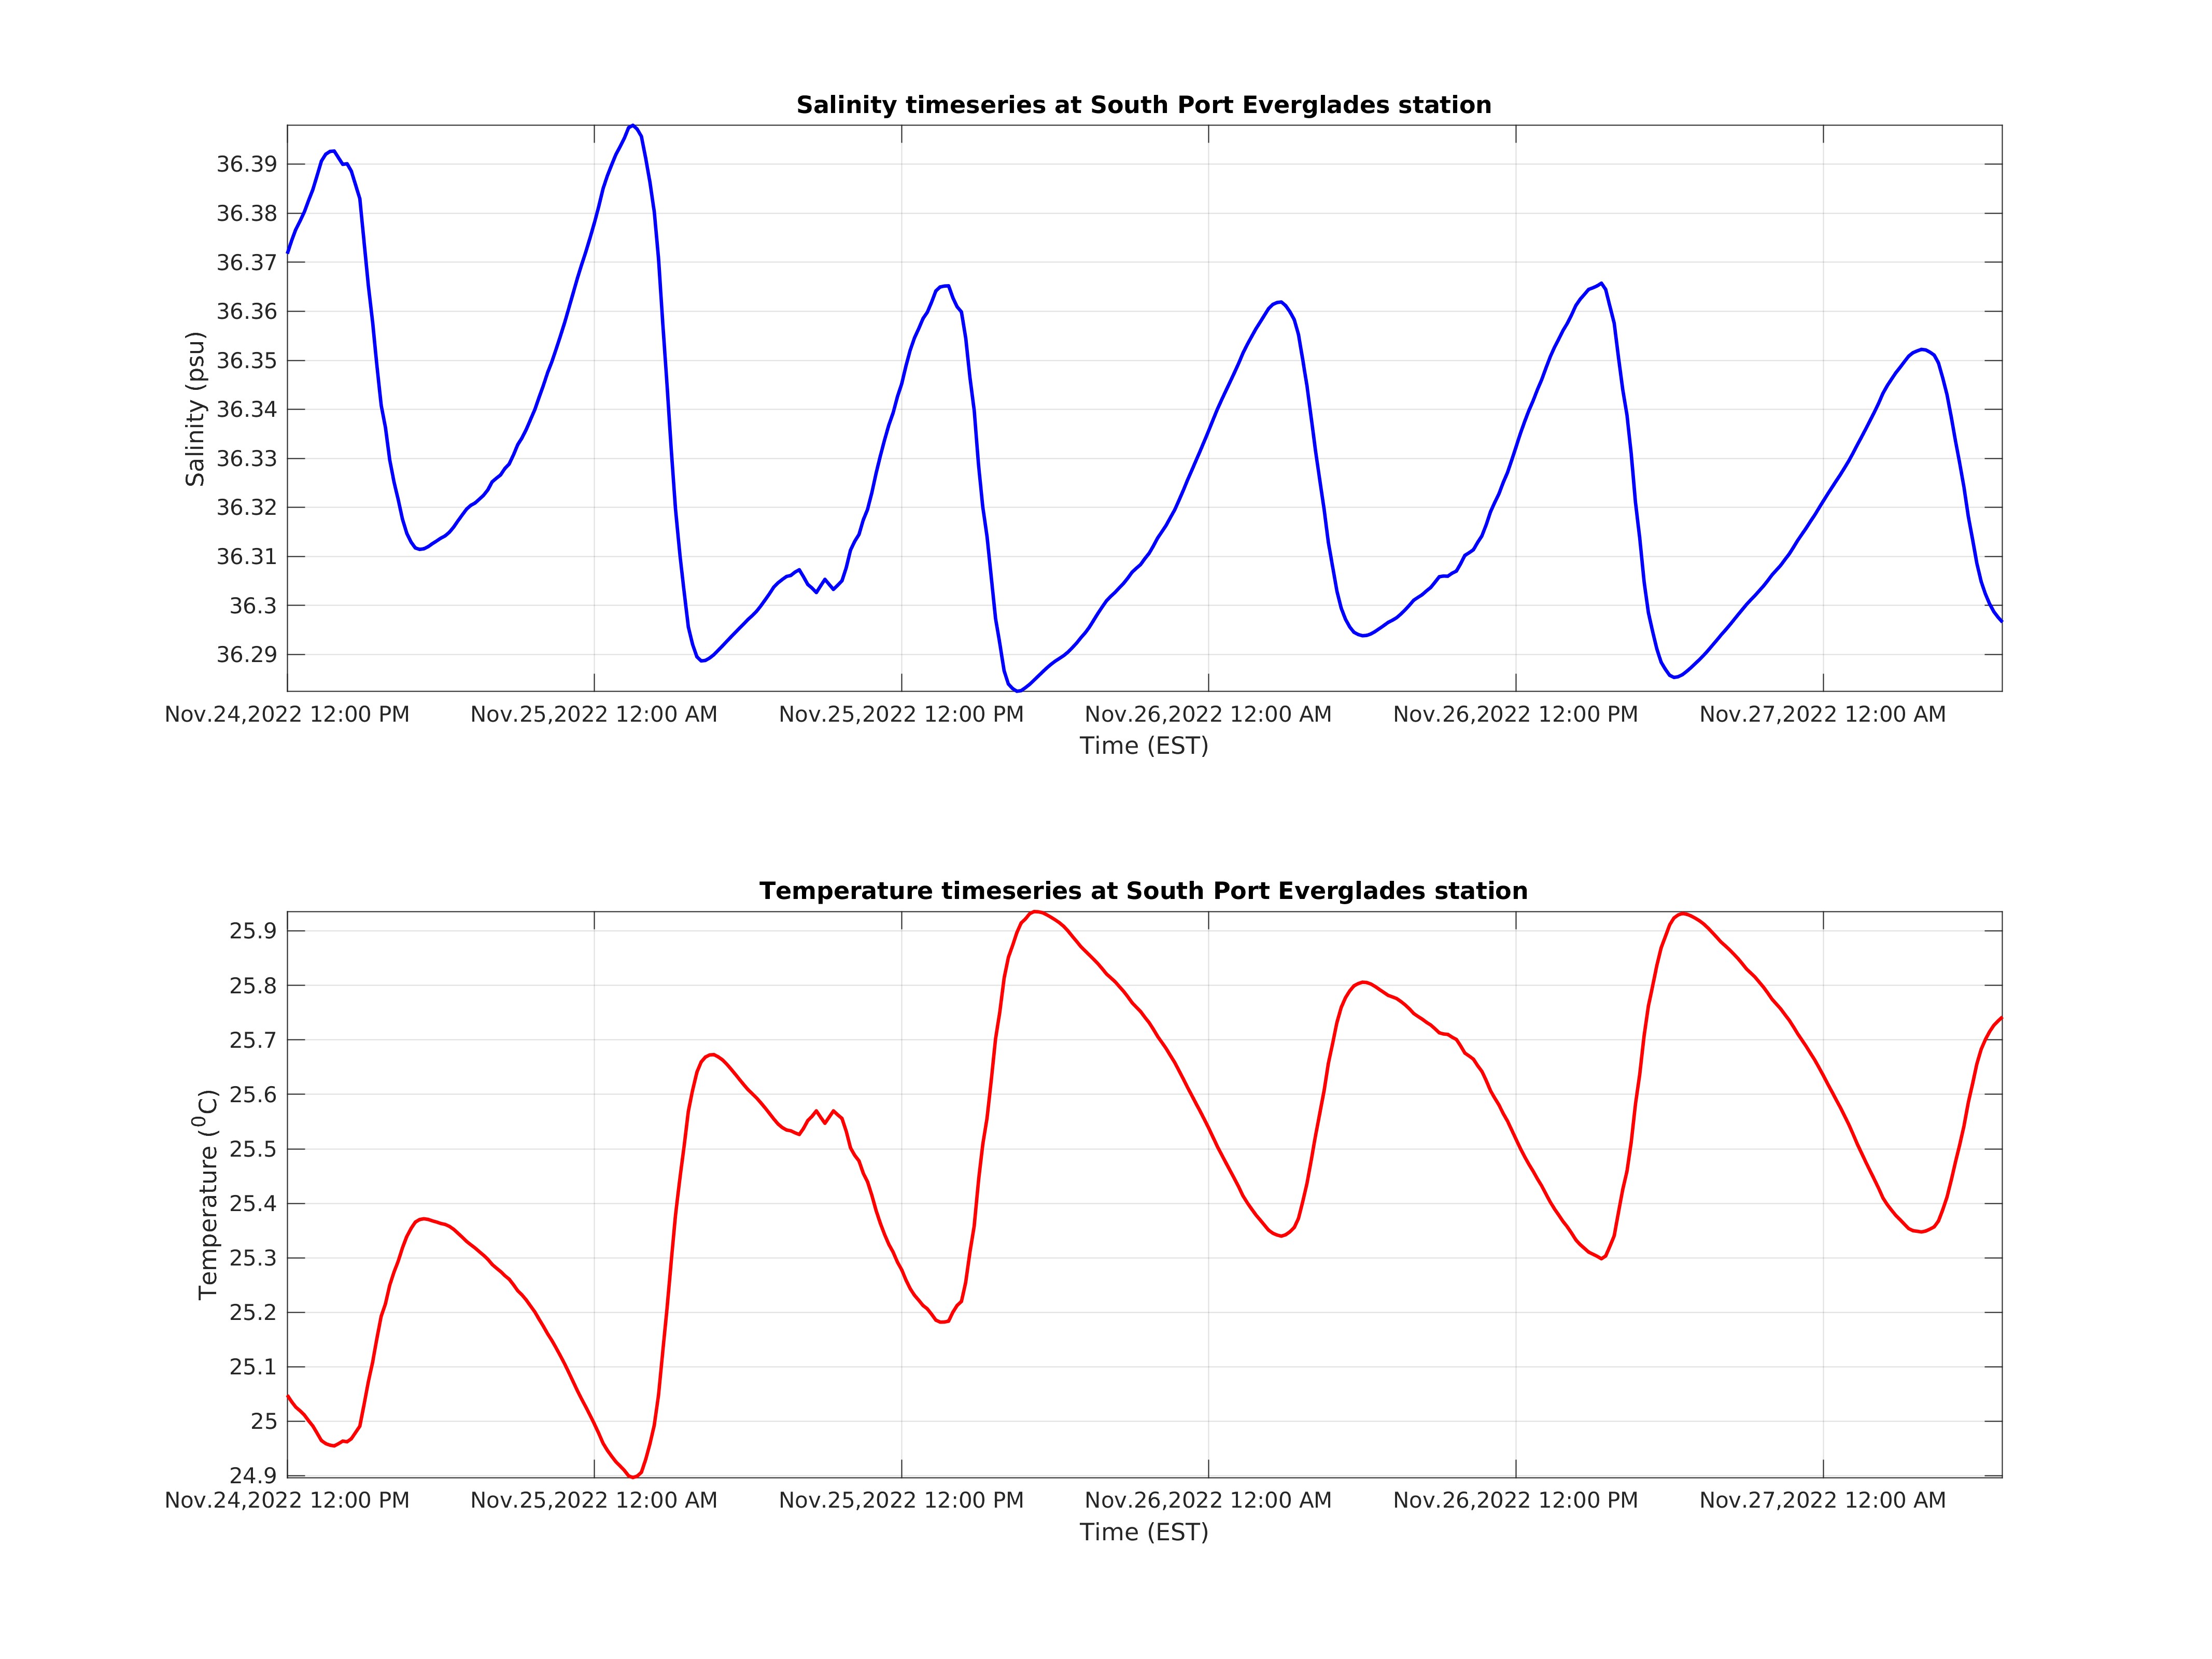 Salinity timeseries at South Port Everglades station
36.39
36.38
36.37
36.36
36.35
36.34
36.33
36.32
36.31
36.3
36.29
Salinity (psu)
Nov.24,2022 12:00 PM Nov.25,2022 12:00 AM Nov.25,2022 12:00 PM Nov.26,2022 12:00 AM Nov.26,2022 12:00 PM Nov.27,2022 12:00 AM
Time (EST)
Temperature timeseries at South Port Everglades station
25.9
25.8
25.7
25.6
25.5
25.4
25.3
25.2
25.1
25
24.9
Temperature (⁰C)
Nov.24,2022 12:00 PM Nov.25,2022 12:00 AM Nov.25,2022 12:00 PM Nov.26,2022 12:00 AM Nov.26,2022 12:00 PM Nov.27,2022 12:00 AM
Time (EST)